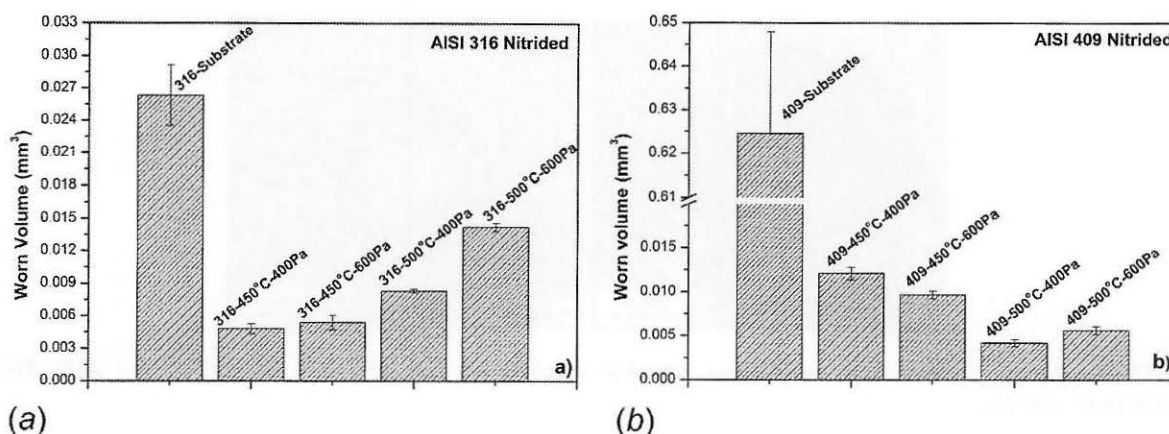 0.033
0.030
0.027
0.024
0.021
0.018
0.015
0.012
0.009
0.006
0.003
0.000
Worn Volume (mm³)
AISI 316 Nitrided
316-Substrate
316-450°C-400Pa
316-450°C-600Pa
316-500°C-400Pa
316-500°C-600Pa
a)
(a)
0.65
0.64
0.63
0.62
0.61
0.015
0.010
0.005
0.000
Worn volume (mm³)
AISI 409 Nitrided
409-Substrate
409-450°C-400Pa
409-450°C-600Pa
409-500°C-400Pa
409-500°C-600Pa
b)
(b)